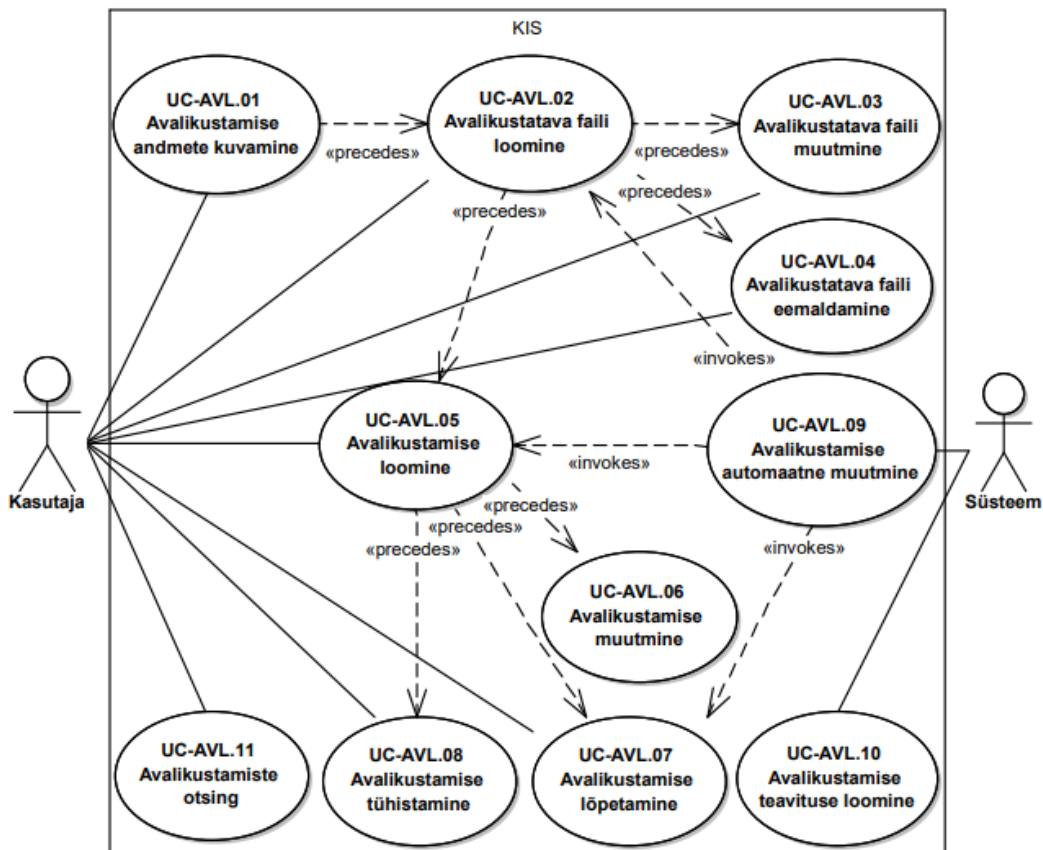 KIS
UC-AVL.01
Avalikustamise
andmete kuvamine
«precedes»
UC-AVL.02
Avalikustatava faili
loomine
«precedes»
UC-AVL.03
Avalikustatava faili
muutmine
«precedes»
«precedes»
UC-AVL.04
Avalikustatava faili
eemaldamine
«invokes»
Kasutaja
UC-AVL.05
Avalikustamise
loomine
«invokes»
UC-AVL.09
Avalikustamise
automaatne muutmine
Süsteem
«precedes»
«precedes»
«precedes»
«invokes»
UC-AVL.06
Avalikustamise
muutmine
UC-AVL.11
Avalikustamiste
otsing
UC-AVL.08
Avalikustamise
tühistamine
UC-AVL.07
Avalikustamise
lõpetamine
UC-AVL.10
Avalikustamise
teavituse loomine